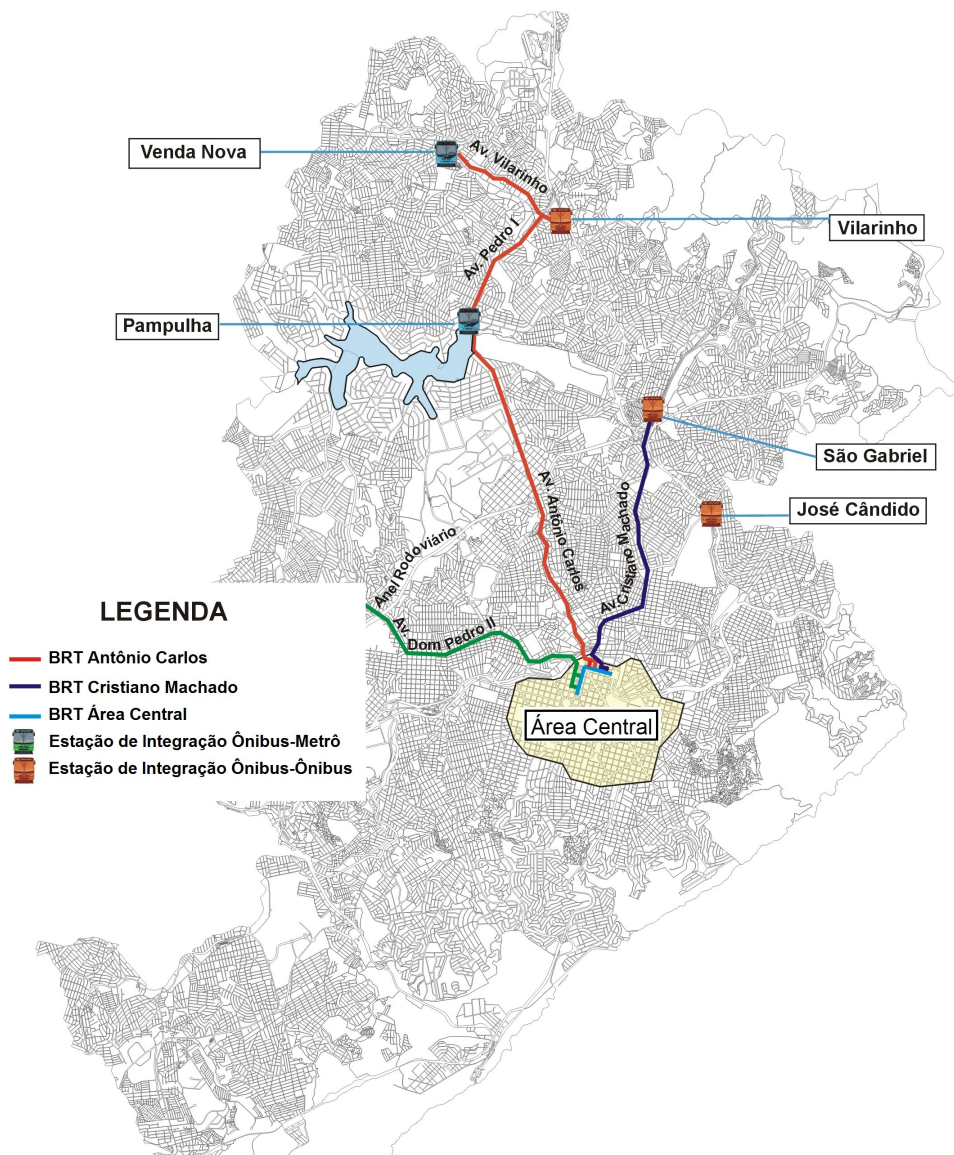 Venda Nova
Av. Vilarinho
Vilarinho
Av. Pedro I
Pampulha
São Gabriel
José Cândido
Av. Antônio Carlos
Av. Cristiano Machado
Anel Rodoviário
Av. Dom Pedro II
Área Central
LEGENDA
BRT Antônio Carlos
BRT Cristiano Machado
BRT Área Central
Estação de Integração Ônibus-Metrô
Estação de Integração Ônibus-Ônibus